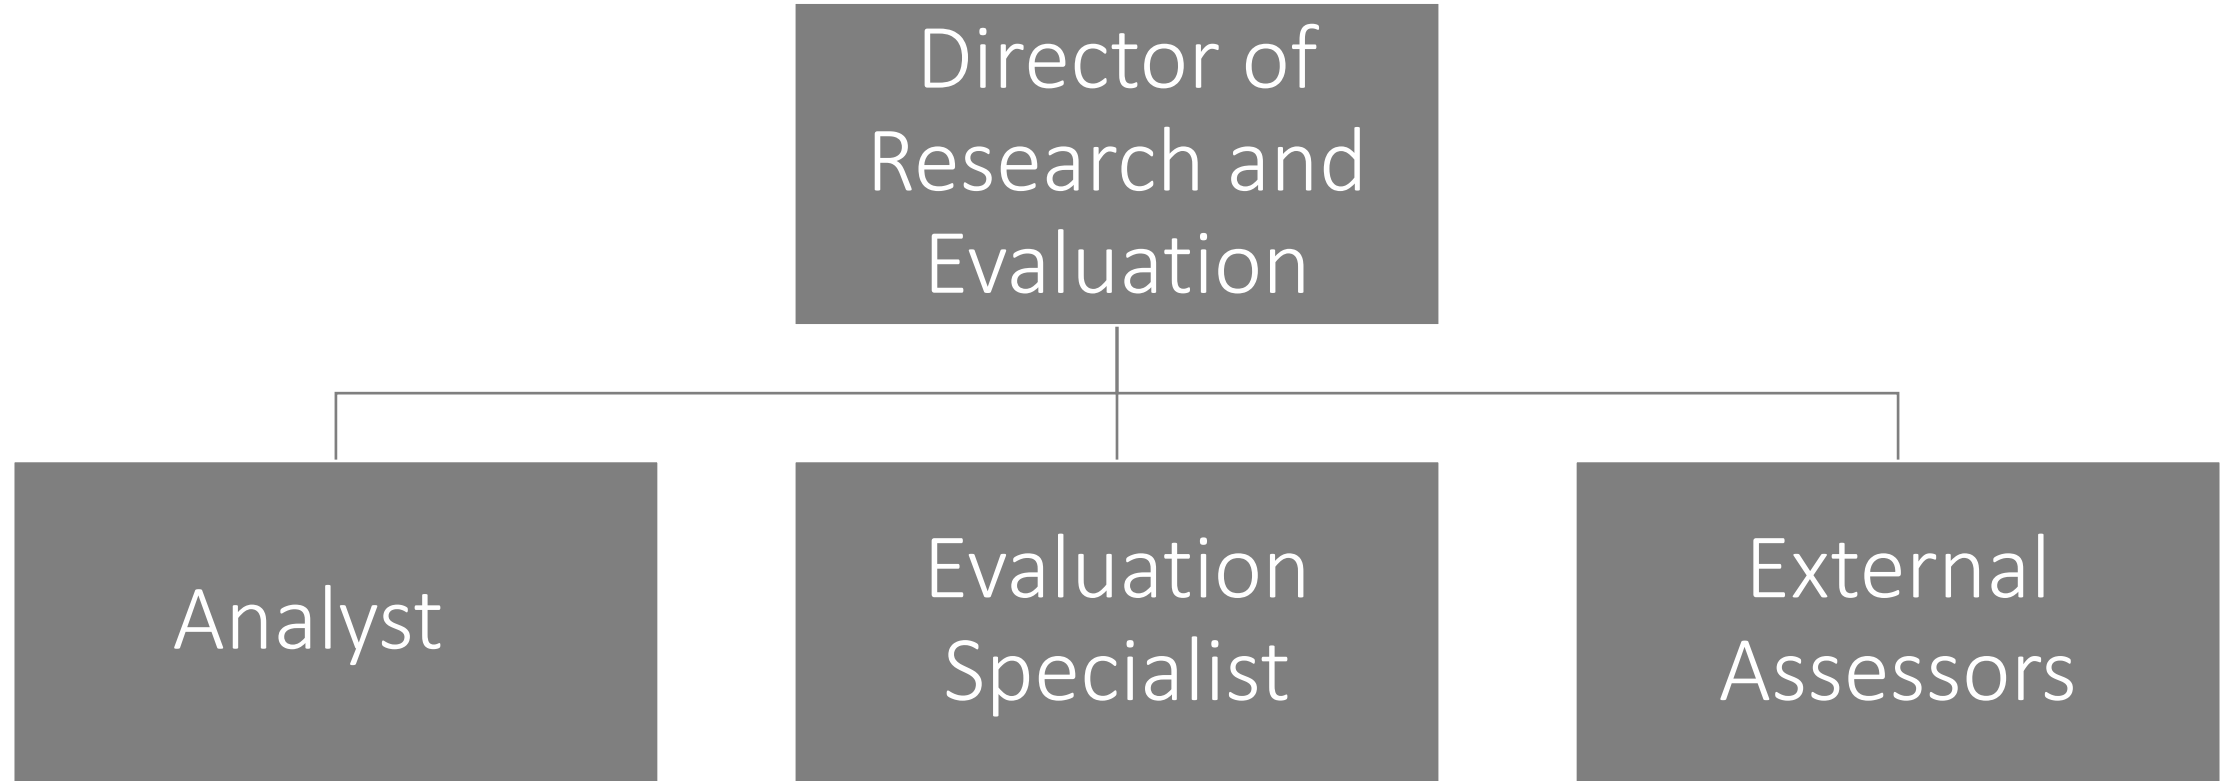 Director of
Research and
Evaluation
Analyst
Evaluation
Specialist
External
Assessors